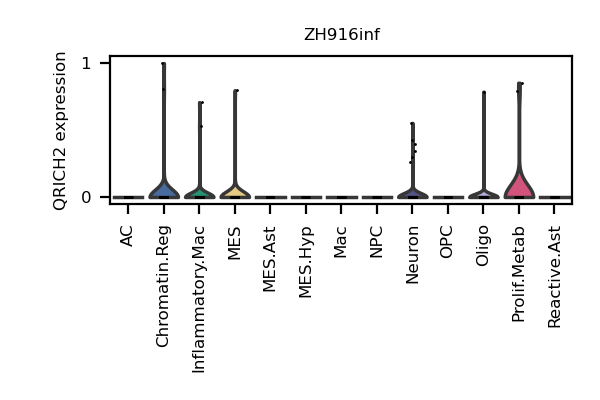 ZH916inf
QRICH2 expression
1
0
AC
Chromatin.Reg
Inflammatory.Mac
MES
MES.Ast
MES.Hyp
Mac
NPC
Neuron
OPC
Oligo
Prolif.Metab
Reactive.Ast